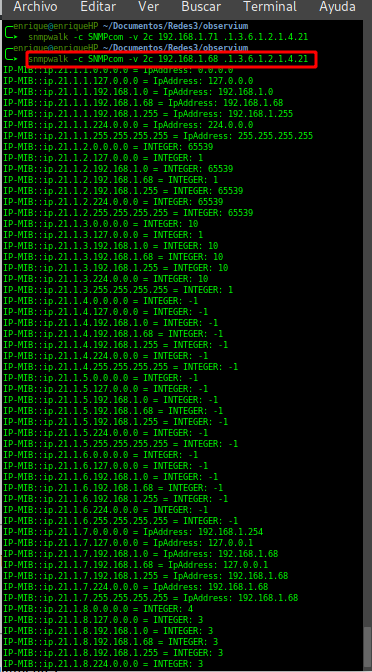 Archivo Editar Ver Buscar Terminal Ayuda
enrique@enriqueHP ~/Documentos/Redes3/observium
snmpwalk -c SNMPcom -v 2c 192.168.1.71 .1.3.6.1.2.1.4.21
enrique@enriqueHP ~/Documentos/Redes3/observium
snmpwalk -c SNMPcom -v 2c 192.168.1.68 .1.3.6.1.2.1.4.21
IP-MIB::ip.21.1.1.0.0.0.0 = IpAddress: 0.0.0.0
IP-MIB::ip.21.1.1.127.0.0.0 = IpAddress: 127.0.0.0
IP-MIB::ip.21.1.1.192.168.1.0 = IpAddress: 192.168.1.0
IP-MIB::ip.21.1.1.192.168.1.68 = IpAddress: 192.168.1.68
IP-MIB::ip.21.1.1.192.168.1.255 = IpAddress: 192.168.1.255
IP-MIB::ip.21.1.1.224.0.0.0 = IpAddress: 224.0.0.0
IP-MIB::ip.21.1.1.255.255.255.255 = IpAddress: 255.255.255.255
IP-MIB::ip.21.1.2.0.0.0.0 = INTEGER: 65539
IP-MIB::ip.21.1.2.127.0.0.0 = INTEGER: 1
IP-MIB::ip.21.1.2.192.168.1.0 = INTEGER: 65539
IP-MIB::ip.21.1.2.192.168.1.68 = INTEGER: 1
IP-MIB::ip.21.1.2.192.168.1.255 = INTEGER: 65539
IP-MIB::ip.21.1.2.224.0.0.0 = INTEGER: 65539
IP-MIB::ip.21.1.2.255.255.255.255 = INTEGER: 65539
IP-MIB::ip.21.1.3.0.0.0.0 = INTEGER: 10
IP-MIB::ip.21.1.3.127.0.0.0 = INTEGER: 1
IP-MIB::ip.21.1.3.192.168.1.0 = INTEGER: 10
IP-MIB::ip.21.1.3.192.168.1.68 = INTEGER: 10
IP-MIB::ip.21.1.3.192.168.1.255 = INTEGER: 10
IP-MIB::ip.21.1.3.224.0.0.0 = INTEGER: 10
IP-MIB::ip.21.1.3.255.255.255.255 = INTEGER: 1
IP-MIB::ip.21.1.4.0.0.0.0 = INTEGER: -1
IP-MIB::ip.21.1.4.127.0.0.0 = INTEGER: -1
IP-MIB::ip.21.1.4.192.168.1.0 = INTEGER: -1
IP-MIB::ip.21.1.4.192.168.1.68 = INTEGER: -1
IP-MIB::ip.21.1.4.192.168.1.255 = INTEGER: -1
IP-MIB::ip.21.1.4.224.0.0.0 = INTEGER: -1
IP-MIB::ip.21.1.4.255.255.255.255 = INTEGER: -1
IP-MIB::ip.21.1.5.0.0.0.0 = INTEGER: -1
IP-MIB::ip.21.1.5.127.0.0.0 = INTEGER: -1
IP-MIB::ip.21.1.5.192.168.1.0 = INTEGER: -1
IP-MIB::ip.21.1.5.192.168.1.68 = INTEGER: -1
IP-MIB::ip.21.1.5.192.168.1.255 = INTEGER: -1
IP-MIB::ip.21.1.5.224.0.0.0 = INTEGER: -1
IP-MIB::ip.21.1.5.255.255.255.255 = INTEGER: -1
IP-MIB::ip.21.1.6.0.0.0.0 = INTEGER: -1
IP-MIB::ip.21.1.6.127.0.0.0 = INTEGER: -1
IP-MIB::ip.21.1.6.192.168.1.0 = INTEGER: -1
IP-MIB::ip.21.1.6.192.168.1.68 = INTEGER: -1
IP-MIB::ip.21.1.6.192.168.1.255 = INTEGER: -1
IP-MIB::ip.21.1.6.224.0.0.0 = INTEGER: -1
IP-MIB::ip.21.1.6.255.255.255.255 = INTEGER: -1
IP-MIB::ip.21.1.7.0.0.0.0 = IpAddress: 192.168.1.254
IP-MIB::ip.21.1.7.127.0.0.0 = IpAddress: 127.0.0.1
IP-MIB::ip.21.1.7.192.168.1.0 = IpAddress: 192.168.1.68
IP-MIB::ip.21.1.7.192.168.1.68 = IpAddress: 127.0.0.1
IP-MIB::ip.21.1.7.192.168.1.255 = IpAddress: 192.168.1.68
IP-MIB::ip.21.1.7.224.0.0.0 = IpAddress: 192.168.1.68
IP-MIB::ip.21.1.7.255.255.255.255 = IpAddress: 192.168.1.68
IP-MIB::ip.21.1.8.0.0.0.0 = INTEGER: 4
IP-MIB::ip.21.1.8.127.0.0.0 = INTEGER: 3
IP-MIB::ip.21.1.8.192.168.1.0 = INTEGER: 3
IP-MIB::ip.21.1.8.192.168.1.68 = INTEGER: 3
IP-MIB::ip.21.1.8.192.168.1.255 = INTEGER: 3
IP-MIB::ip.21.1.8.224.0.0.0 = INTEGER: 3